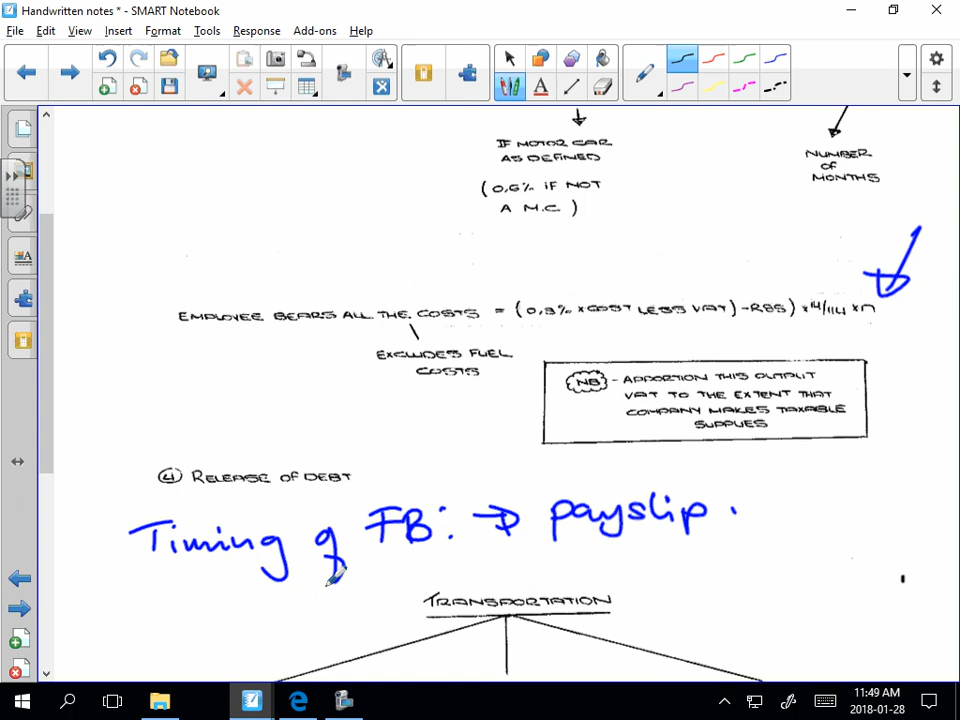 Handwritten notes * - SMART Notebook
File Edit View Insert Format Tools Response Add-ons Help
IF MOTOR CAR
AS DEFINED
(0,6% IF NOT
A M.C)
NUMBER
OF
MONTHS
EMPLOYEE BEARS ALL THE COSTS = (0,3% × COST LESS VAT) - R85) × 14/114 × n
EXCLUDES FUEL
COSTS
NB - APPORTION THIS OUTPUT
VAT TO THE EXTENT THAT
COMPANY MAKES TAXABLE
SUPPLIES
④ RELEASE OF DEBT
Timing of FB: → payslip.
TRANSPORTATION
11:49 AM
2018-01-28